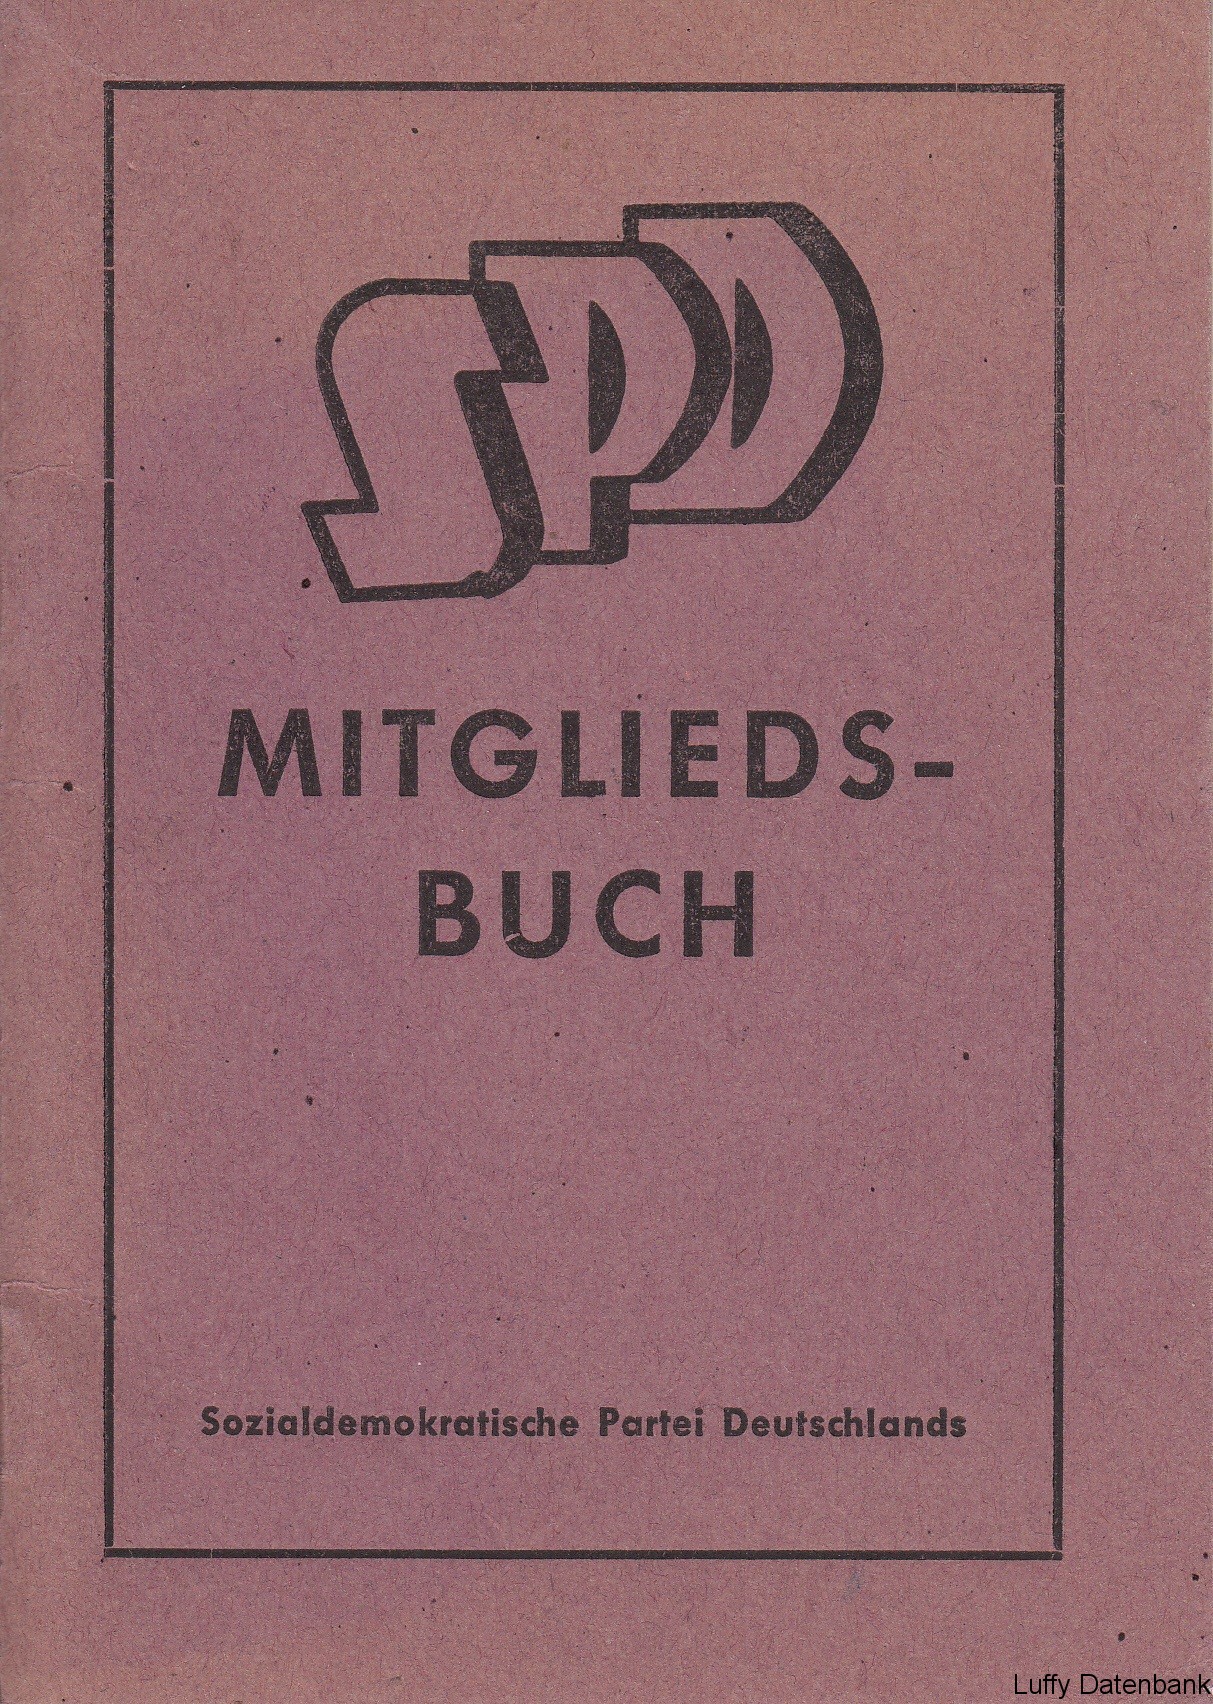 SPD
MITGLIEDS-
BUCH
Sozialdemokratische Partei Deutschlands
Luffy Datenbank